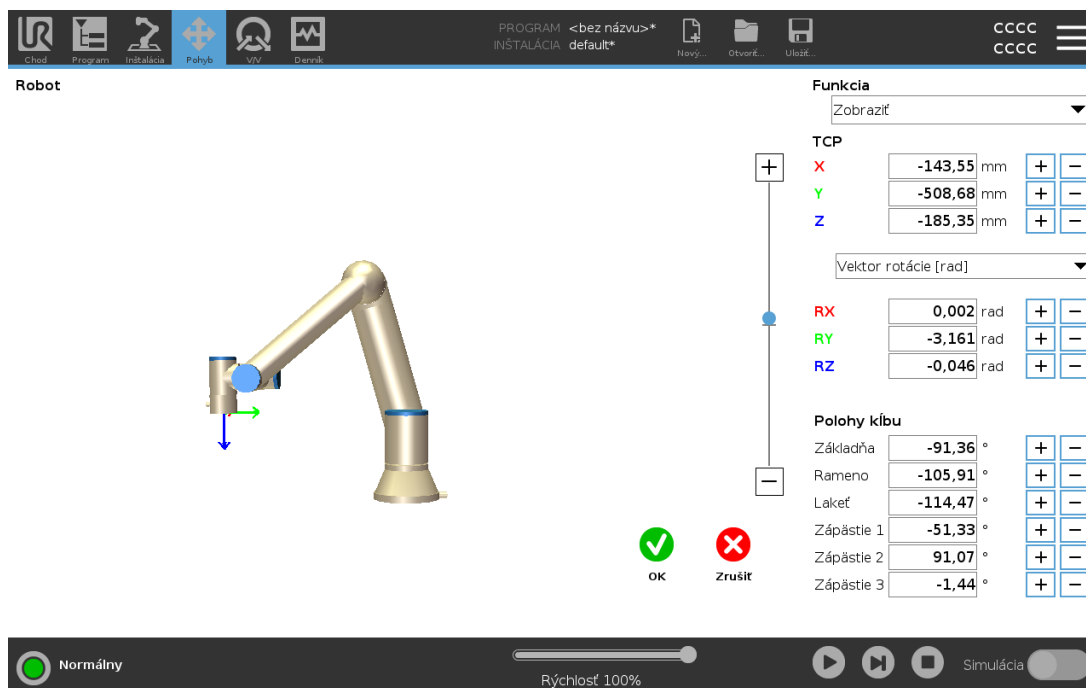 PROGRAM <bez názvu>*
INŠTALÁCIA default*
CCCC
CCCC
Chod Program Inštalácia Pohyb V/V Denník Nový... Otvoriť... Uložiť...
Robot
Funkcia
Zobraziť
TCP
X -143,55 mm + −
Y -508,68 mm + −
Z -185,35 mm + −
Vektor rotácie [rad]
RX 0,002 rad + −
RY -3,161 rad + −
RZ -0,046 rad + −
Polohy kĺbu
Základňa -91,36 ° + −
Rameno -105,91 ° + −
Lakeť -114,47 ° + −
Zápästie 1 -51,33 ° + −
Zápästie 2 91,07 ° + −
Zápästie 3 -1,44 ° + −
+
−
OK Zrušiť
Normálny
Rýchlosť 100%
Simulácia